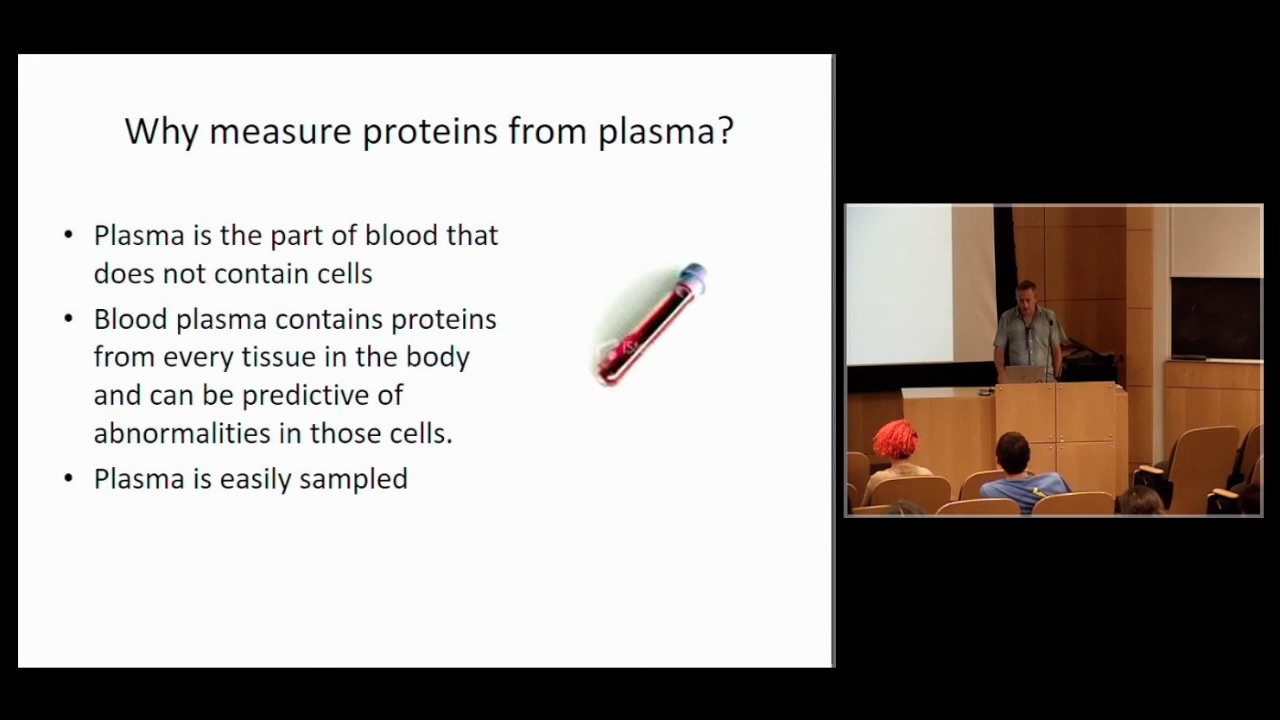 Why measure proteins from plasma?
• Plasma is the part of blood that
does not contain cells
• Blood plasma contains proteins
from every tissue in the body
and can be predictive of
abnormalities in those cells.
• Plasma is easily sampled